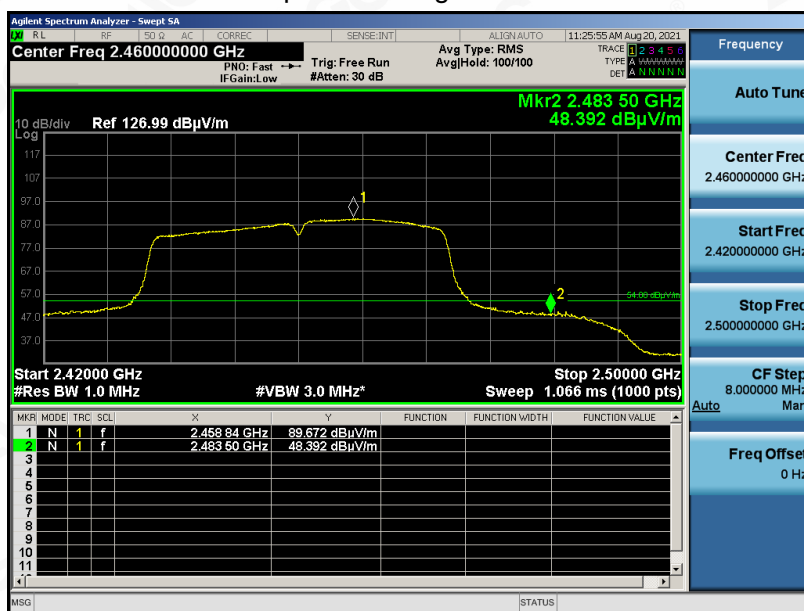 Agilent Spectrum Analyzer - Swept SA
LXI RL RF 50 Ω AC CORREC SENSE:INT ALIGN AUTO 11:25:55 AM Aug 20, 2021
Center Freq 2.460000000 GHz
PNO: Fast
IFGain:Low
Trig: Free Run
#Atten: 30 dB
Avg Type: RMS
Avg|Hold: 100/100
TRACE 1 2 3 4 5 6
TYPE A WWWWW
DET A N N N N N
Mkr2 2.483 50 GHz
48.392 dBµV/m
10 dB/div Ref 126.99 dBµV/m
Log
117
107
97.0
87.0
77.0
67.0
57.0
47.0
37.0
1
2
54.00 dBµV/m
Start 2.42000 GHz Stop 2.50000 GHz
#Res BW 1.0 MHz #VBW 3.0 MHz* Sweep 1.066 ms (1000 pts)
MKR MODE TRC SCL X Y FUNCTION FUNCTION WIDTH FUNCTION VALUE
1 N 1 f 2.458 84 GHz 89.672 dBµV/m
2 N 1 f 2.483 50 GHz 48.392 dBµV/m
3
4
5
6
7
8
9
10
11
MSG STATUS
Frequency
Auto Tune
Center Freq
2.460000000 GHz
Start Freq
2.420000000 GHz
Stop Freq
2.500000000 GHz
CF Step
8.000000 MHz
Auto Man
Freq Offset
0 Hz